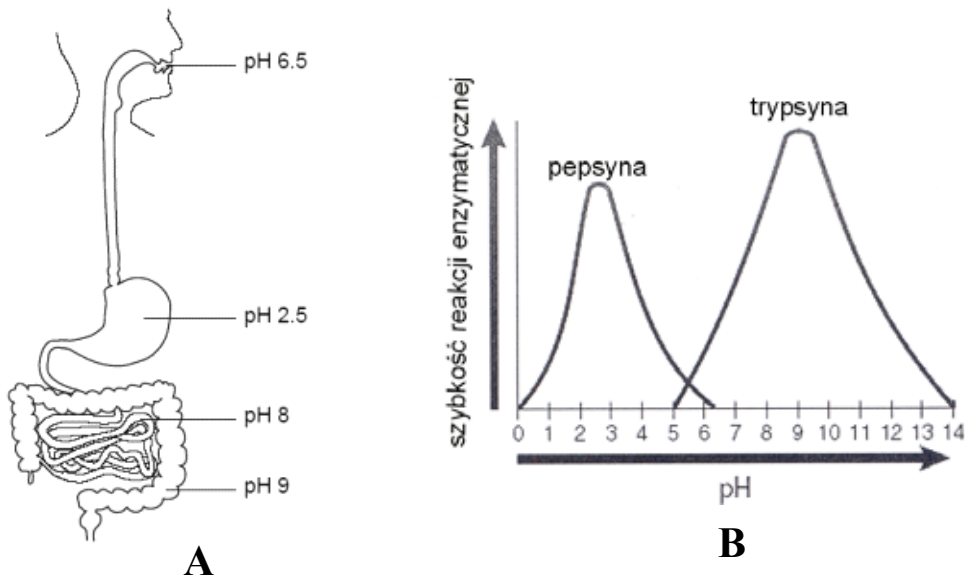 pH 6.5
pH 2.5
pH 8
pH 9
A
szybkość reakcji enzymatycznej
pepsyna
trypsyna
0 1 2 3 4 5 6 7 8 9 10 11 12 13 14
pH
B